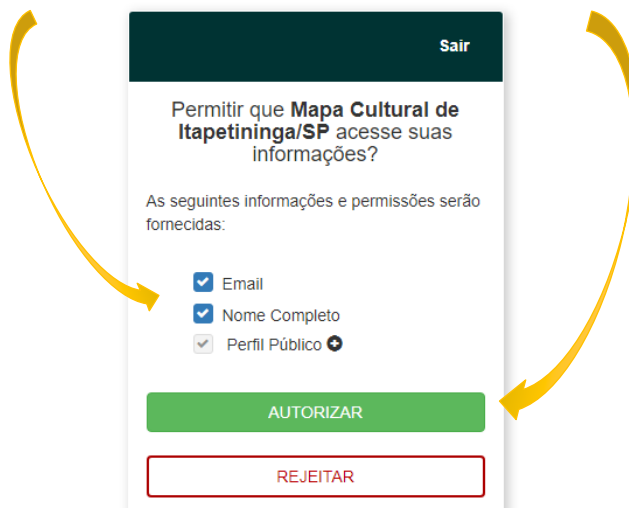 Sair
Permitir que Mapa Cultural de
Itapetininga/SP acesse suas
informações?
As seguintes informações e permissões serão
fornecidas:
Email
Nome Completo
Perfil Público
AUTORIZAR
REJEITAR